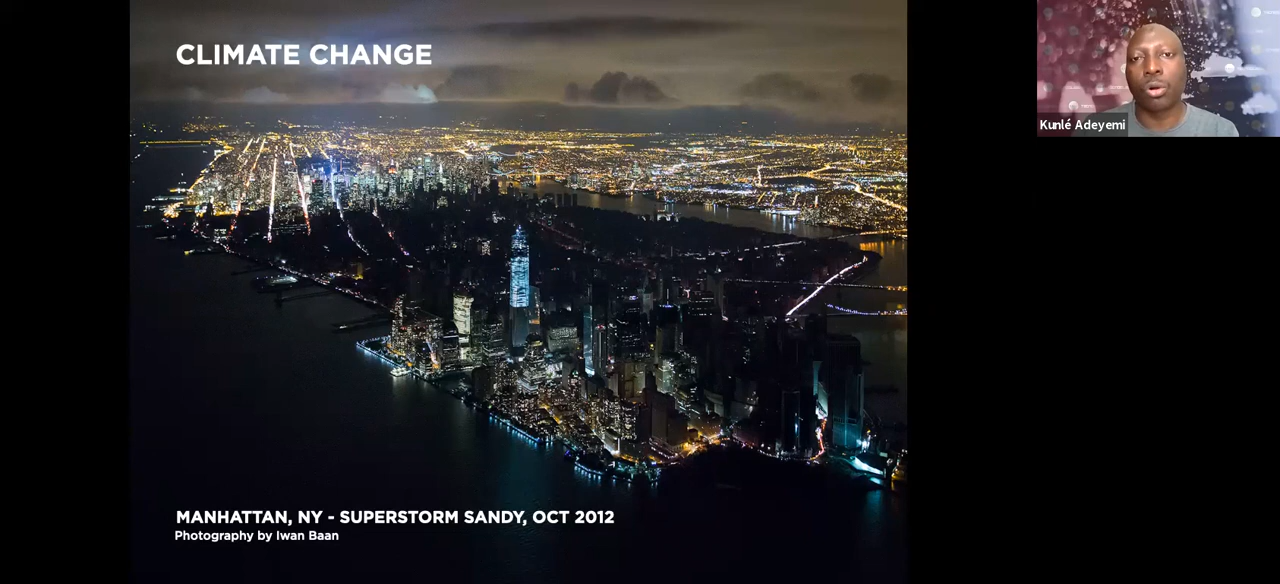 CLIMATE CHANGE
Kunlé Adeyemi
MANHATTAN, NY - SUPERSTORM SANDY, OCT 2012
Photography by Iwan Baan